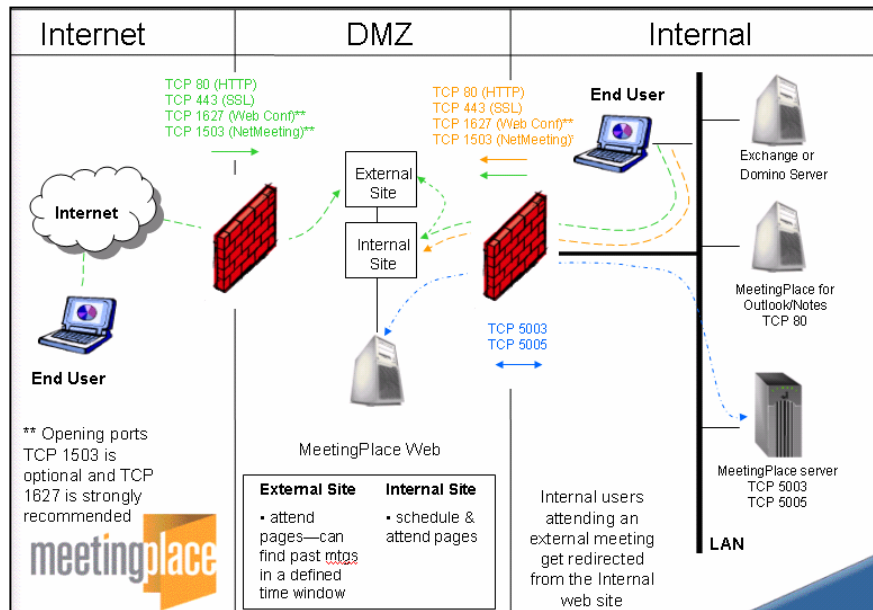 Internet
DMZ
Internal
TCP 80 (HTTP)
TCP 443 (SSL)
TCP 1627 (Web Conf)**
TCP 1503 (NetMeeting)**
TCP 80 (HTTP)
TCP 443 (SSL)
TCP 1627 (Web Conf)**
TCP 1503 (NetMeeting)
End User
Exchange or
Domino Server
External
Site
Internet
Internal
Site
MeetingPlace for
Outlook/Notes
TCP 80
TCP 5003
TCP 5005
End User
** Opening ports
TCP 1503 is
optional and TCP
1627 is strongly
recommended
MeetingPlace Web
MeetingPlace server
TCP 5003
TCP 5005
External Site
▪ attend
pages—can
find past mtgs
in a defined
time window
Internal Site
▪ schedule &
attend pages
Internal users
attending an
external meeting
get redirected
from the Internal
web site
LAN
meetingplace